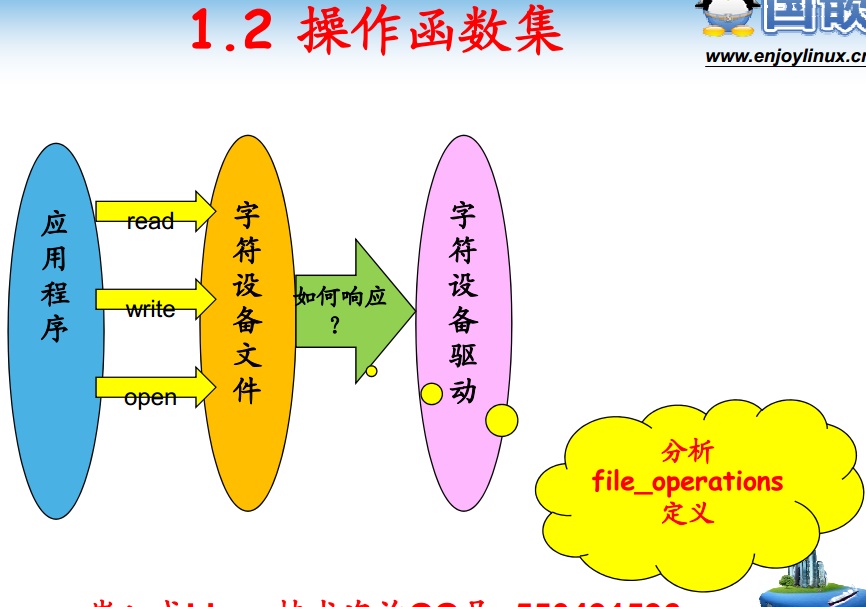 1.2 操作函数集
国嵌
www.enjoylinux.cn
应用程序
read
write
open
字符设备文件
如何响应
？
字符设备驱动
分析
file_operations
定义